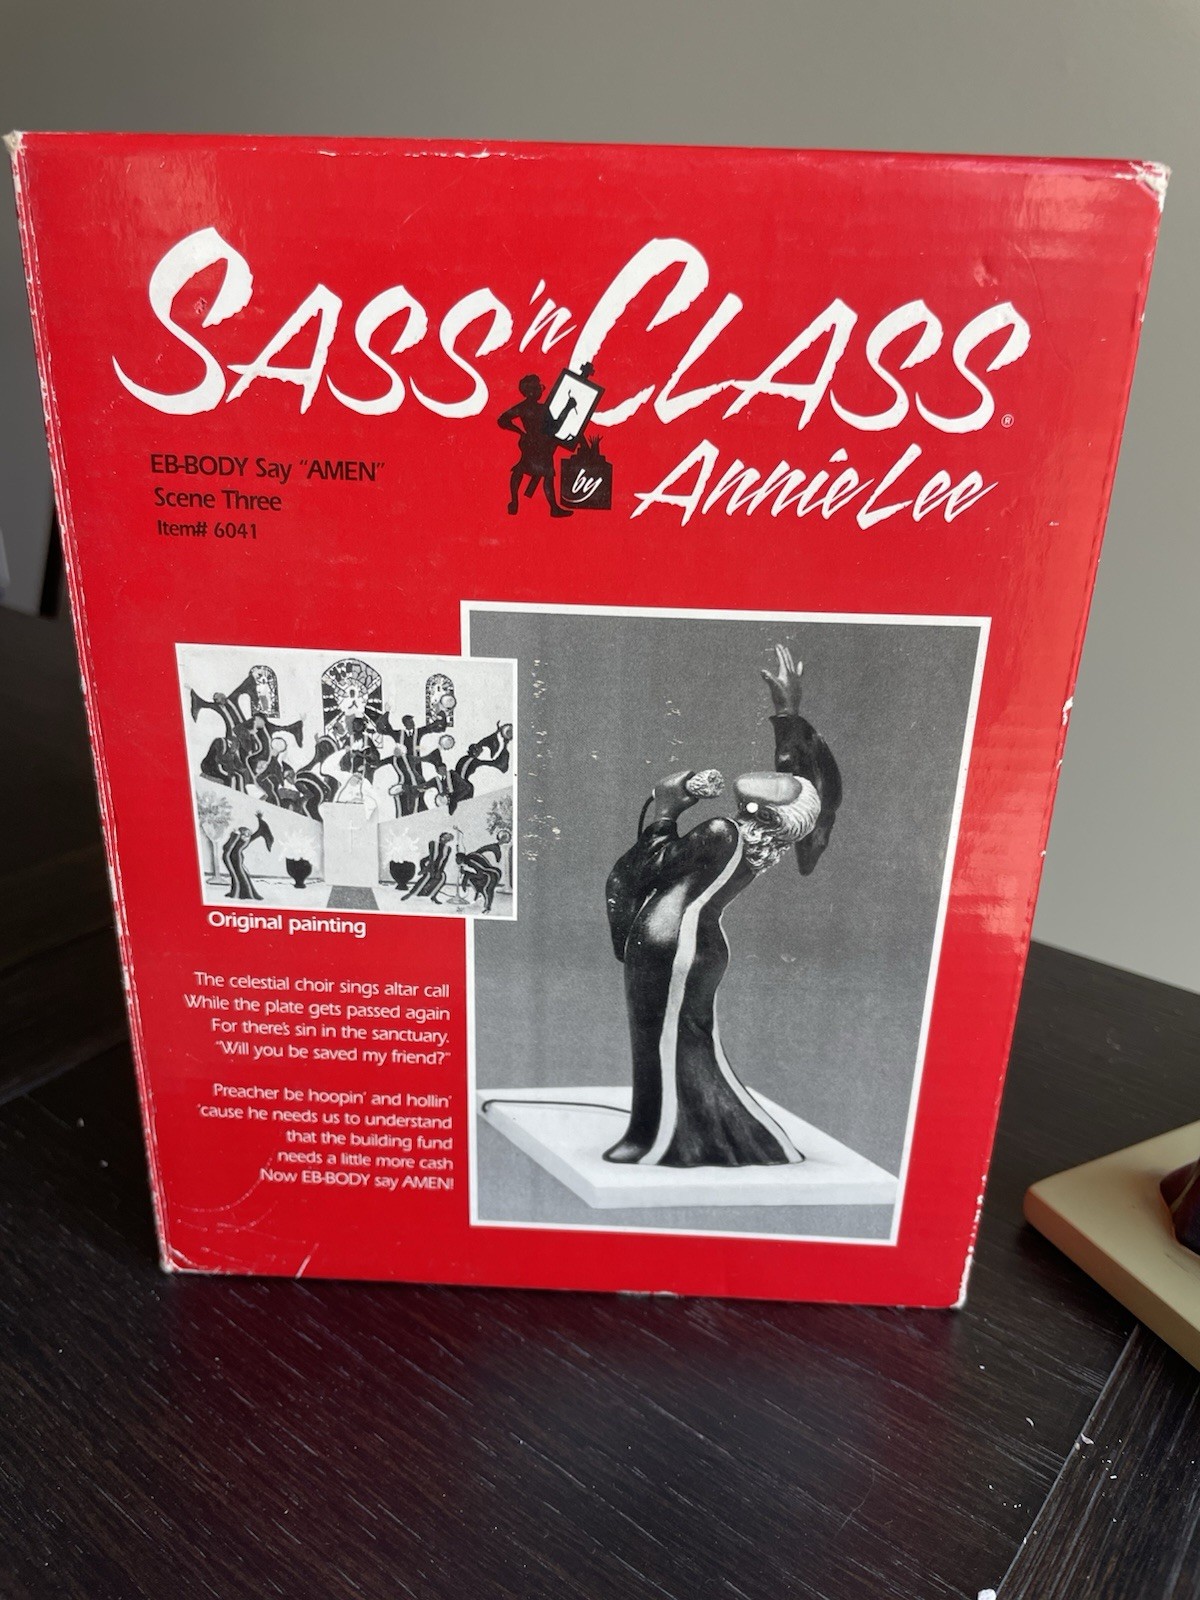 SASS 'n CLASS®
by Annie Lee
EB-BODY Say "AMEN"
Scene Three
Item# 6041
Original painting
The celestial choir sings altar call
While the plate gets passed again
For there's sin in the sanctuary.
"Will you be saved my friend?"
Preacher be hoopin' and hollin'
'cause he needs us to understand
that the building fund
needs a little more cash
Now EB-BODY say AMEN!